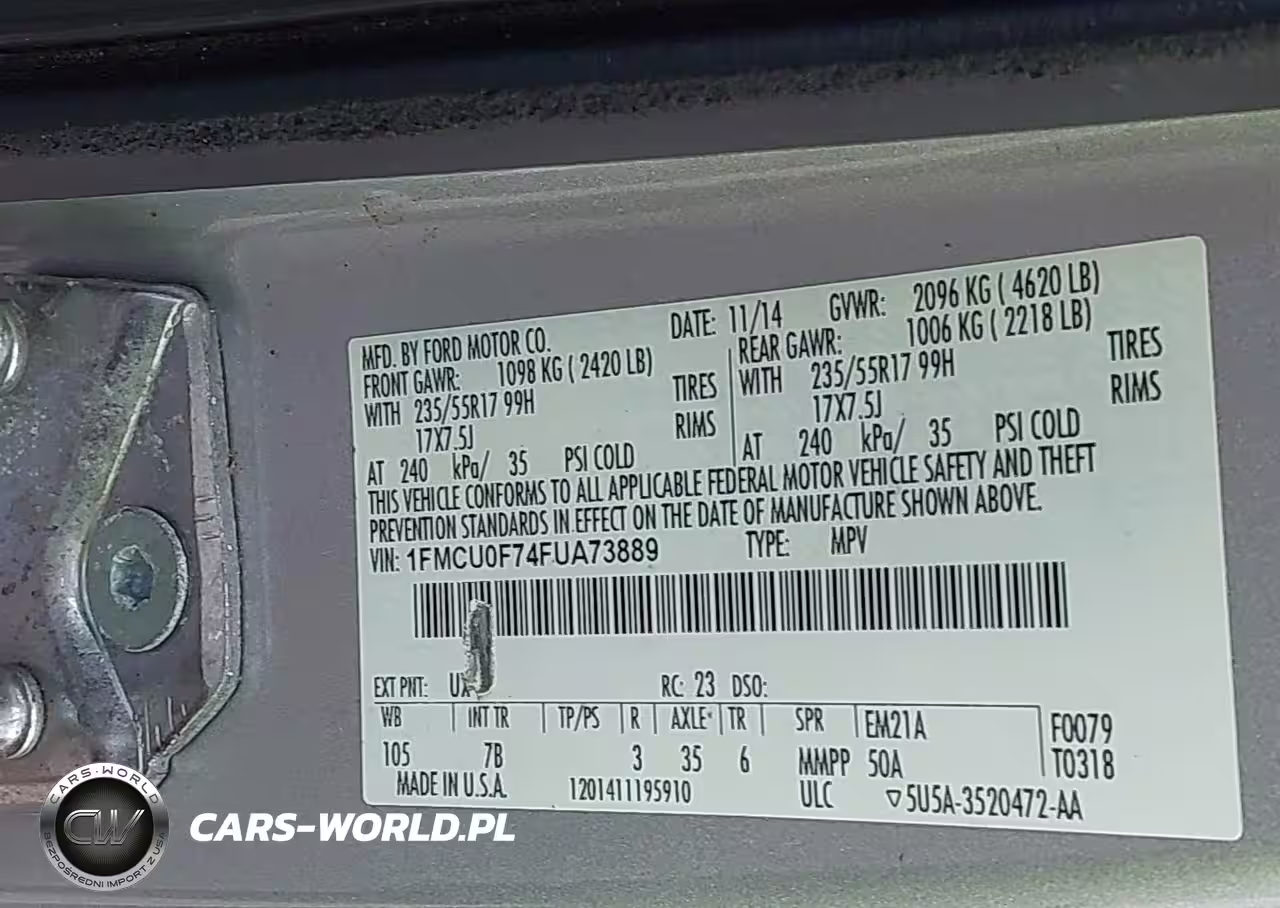 MFD. BY FORD MOTOR CO.
DATE: 11/14 GVWR: 2096 KG ( 4620 LB)
FRONT GAWR: 1098 KG ( 2420 LB)
WITH 235/55R17 99H TIRES
17X7.5J RIMS
AT 240 kPa/ 35 PSI COLD
REAR GAWR: 1006 KG ( 2218 LB)
WITH 235/55R17 99H TIRES
17X7.5J RIMS
AT 240 kPa/ 35 PSI COLD
THIS VEHICLE CONFORMS TO ALL APPLICABLE FEDERAL MOTOR VEHICLE SAFETY AND THEFT
PREVENTION STANDARDS IN EFFECT ON THE DATE OF MANUFACTURE SHOWN ABOVE.
VIN: 1FMCU0F74FUA73889 TYPE: MPV
EXT PNT: UX RC: 23 DSO:
WB INT TR TP/PS R AXLE TR SPR EM21A F0079
105 7B 3 35 6 MMPP 50A T0318
MADE IN U.S.A. 1201411195910 ULC ▽5U5A-3520472-AA
CARS-WORLD
CW
BEZPOŚREDNI IMPORT Z USA
CARS-WORLD.PL